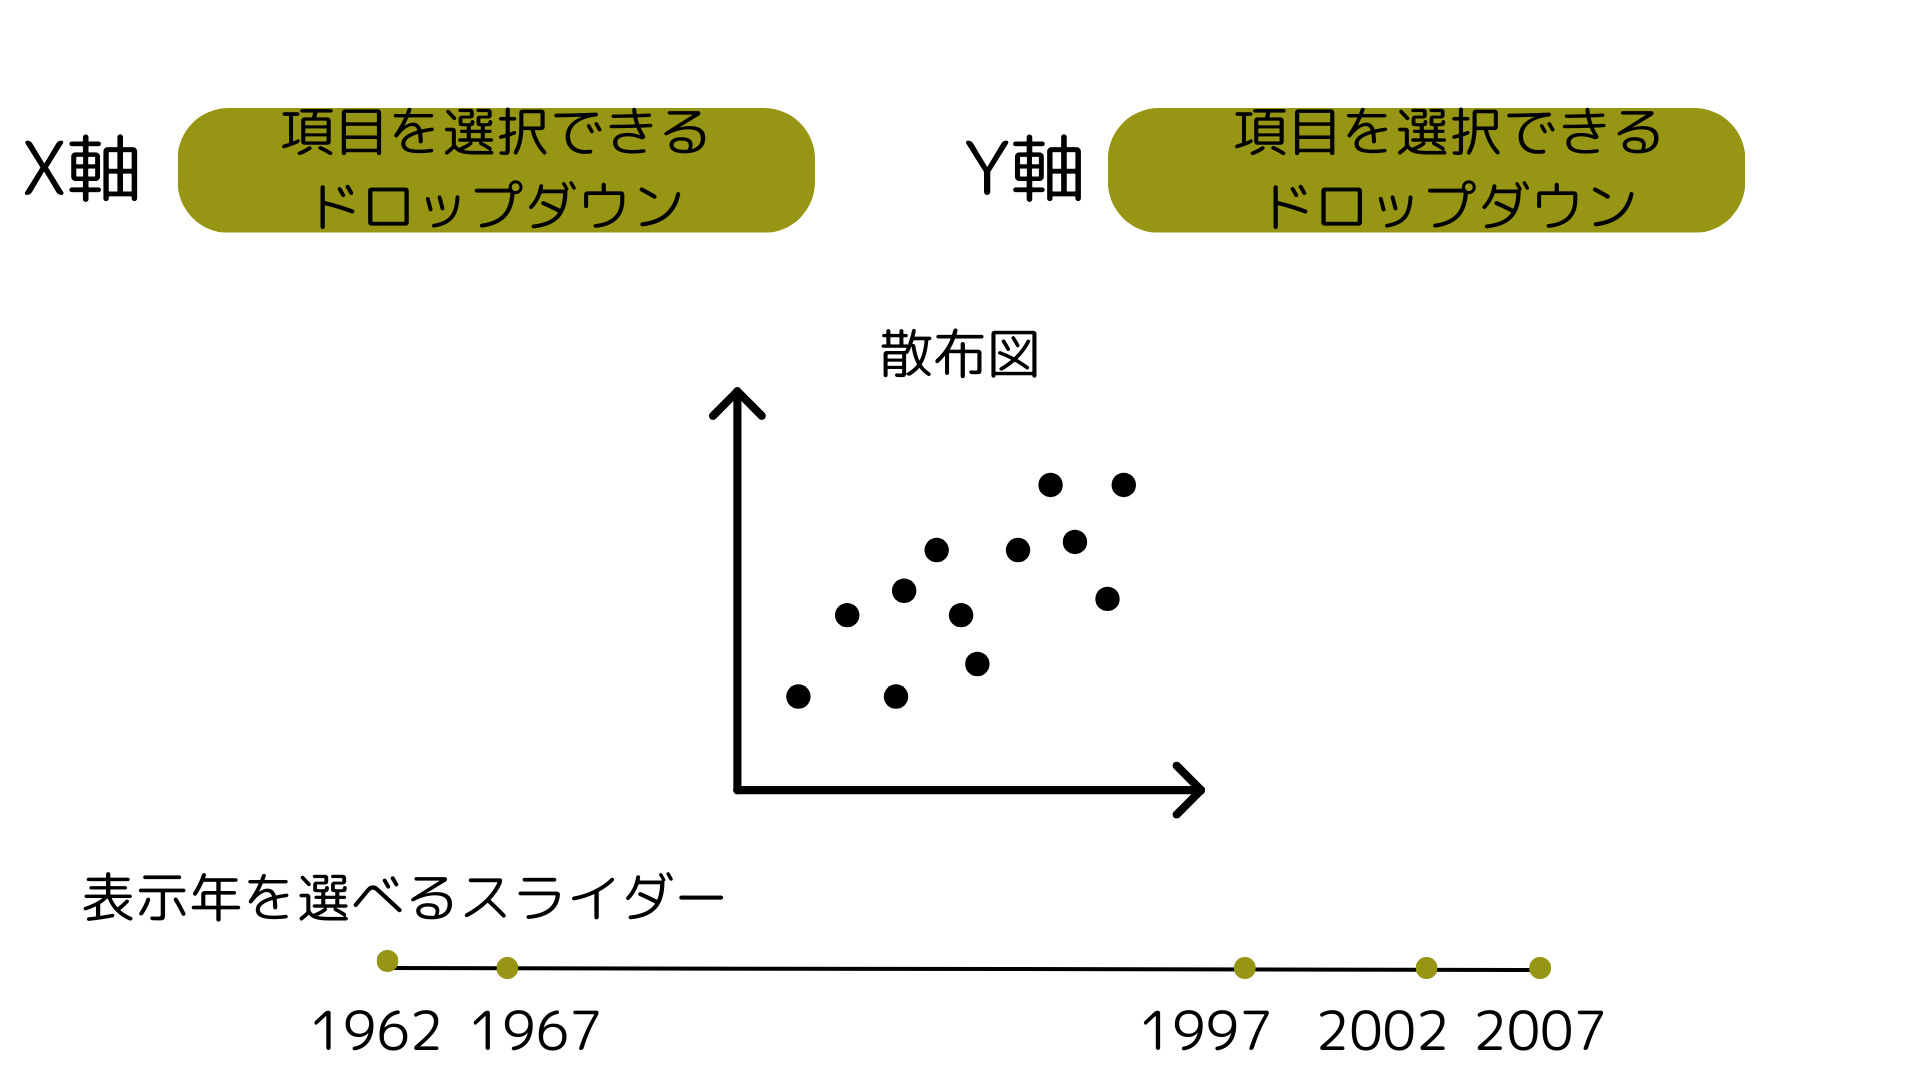 X軸
項目を選択できる
ドロップダウン
Y軸
項目を選択できる
ドロップダウン
散布図
表示年を選べるスライダー
1962 1967 1997 2002 2007